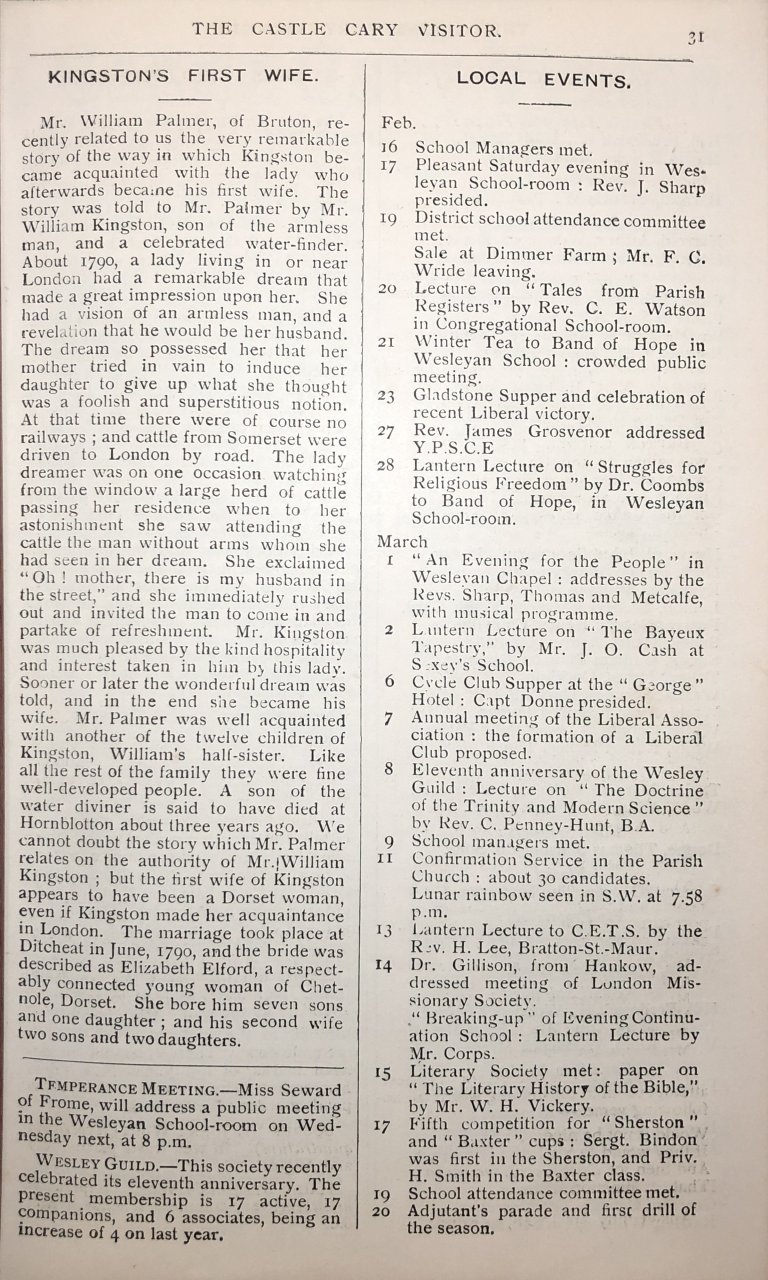 THE CASTLE CARY VISITOR.
31
KINGSTON'S FIRST WIFE.
Mr. William Palmer, of Bruton, re-
cently related to us the very remarkable
story of the way in which Kingston be-
came acquainted with the lady who
afterwards became his first wife. The
story was told to Mr. Palmer by Mr.
William Kingston, son of the armless
man, and a celebrated water-finder.
About 1790, a lady living in or near
London had a remarkable dream that
made a great impression upon her. She
had a vision of an armless man, and a
revelation that he would be her husband.
The dream so possessed her that her
mother tried in vain to induce her
daughter to give up what she thought
was a foolish and superstitious notion.
At that time there were of course no
railways ; and cattle from Somerset were
driven to London by road. The lady
dreamer was on one occasion watching
from the window a large herd of cattle
passing her residence when to her
astonishment she saw attending the
cattle the man without arms whom she
had seen in her dream. She exclaimed
"Oh ! mother, there is my husband in
the street," and she immediately rushed
out and invited the man to come in and
partake of refreshment. Mr. Kingston
was much pleased by the kind hospitality
and interest taken in him by this lady.
Sooner or later the wonderful dream was
told, and in the end she became his
wife. Mr. Palmer was well acquainted
with another of the twelve children of
Kingston, William's half-sister. Like
all the rest of the family they were fine
well-developed people. A son of the
water diviner is said to have died at
Hornblotton about three years ago. We
cannot doubt the story which Mr. Palmer
relates on the authority of Mr. William
Kingston ; but the first wife of Kingston
appears to have been a Dorset woman,
even if Kingston made her acquaintance
in London. The marriage took place at
Ditcheat in June, 1790, and the bride was
described as Elizabeth Elford, a respect-
ably connected young woman of Chet-
nole, Dorset. She bore him seven sons
and one daughter ; and his second wife
two sons and two daughters.
TEMPERANCE MEETING.—Miss Seward
of Frome, will address a public meeting
in the Wesleyan School-room on Wed-
nesday next, at 8 p.m.
WESLEY GUILD.—This society recently
celebrated its eleventh anniversary. The
present membership is 17 active, 17
companions, and 6 associates, being an
increase of 4 on last year.
LOCAL EVENTS.
Feb.
16 School Managers met.
17 Pleasant Saturday evening in Wes-
leyan School-room : Rev. J. Sharp
presided.
19 District school attendance committee
met.
Sale at Dimmer Farm ; Mr. F. C.
Wride leaving.
20 Lecture on "Tales from Parish
Registers" by Rev. C. E. Watson
in Congregational School-room.
21 Winter Tea to Band of Hope in
Wesleyan School : crowded public
meeting.
23 Gladstone Supper and celebration of
recent Liberal victory.
27 Rev. James Grosvenor addressed
Y.P.S.C.E
28 Lantern Lecture on "Struggles for
Religious Freedom" by Dr. Coombs
to Band of Hope, in Wesleyan
School-room.
March
1 "An Evening for the People" in
Wesleyan Chapel : addresses by the
Revs. Sharp, Thomas and Metcalfe,
with musical programme.
2 Lantern Lecture on "The Bayeux
Tapestry," by Mr. J. O. Cash at
Sexey's School.
6 Cycle Club Supper at the "George"
Hotel : Capt Donne presided.
7 Annual meeting of the Liberal Asso-
ciation : the formation of a Liberal
Club proposed.
8 Eleventh anniversary of the Wesley
Guild : Lecture on "The Doctrine
of the Trinity and Modern Science"
by Rev. C. Penney-Hunt, B.A.
9 School managers met.
11 Confirmation Service in the Parish
Church : about 30 candidates.
Lunar rainbow seen in S.W. at 7.58
p.m.
13 Lantern Lecture to C.E.T.S. by the
Rev. H. Lee, Bratton-St.-Maur.
14 Dr. Gillison, from Hankow, ad-
dressed meeting of London Mis-
sionary Society.
"Breaking-up" of Evening Continu-
ation School : Lantern Lecture by
Mr. Corps.
15 Literary Society met : paper on
"The Literary History of the Bible,"
by Mr. W. H. Vickery.
17 Fifth competition for "Sherston"
and "Baxter" cups : Sergt. Bindon
was first in the Sherston, and Priv.
H. Smith in the Baxter class.
19 School attendance committee met.
20 Adjutant's parade and first drill of
the season.